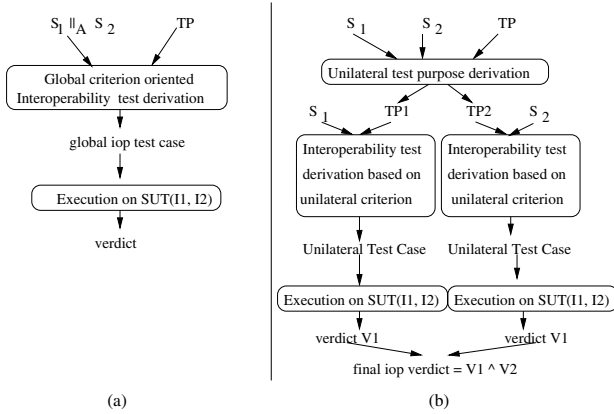 S1 ||A S2 TP
Global criterion oriented
Interoperability test derivation
global iop test case
Execution on SUT(I1, I2)
verdict
(a)
S1 S2 TP
Unilateral test purpose derivation
S1 TP1 TP2 S2
Interoperability test
derivation based on
unilateral criterion
Interoperability test
derivation based on
unilateral criterion
Unilateral Test Case
Unilateral Test Case
Execution on SUT(I1, I2)
Execution on SUT(I1, I2)
verdict V1
verdict V1
final iop verdict = V1 ^ V2
(b)